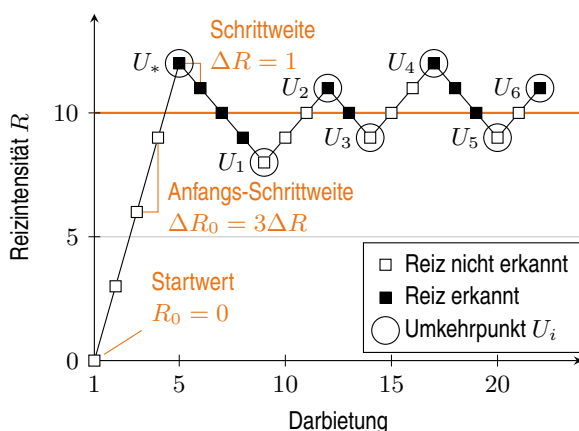 Schrittweite
ΔR = 1
U*
U2
U4
U6
10
U1
U3
U5
Anfangs-Schrittweite
ΔR0 = 3ΔR
5
Startwert
R0 = 0
Reiz nicht erkannt
Reiz erkannt
Umkehrpunkt Ui
0
1
5
10
15
20
Darbietung
Reizintensität R